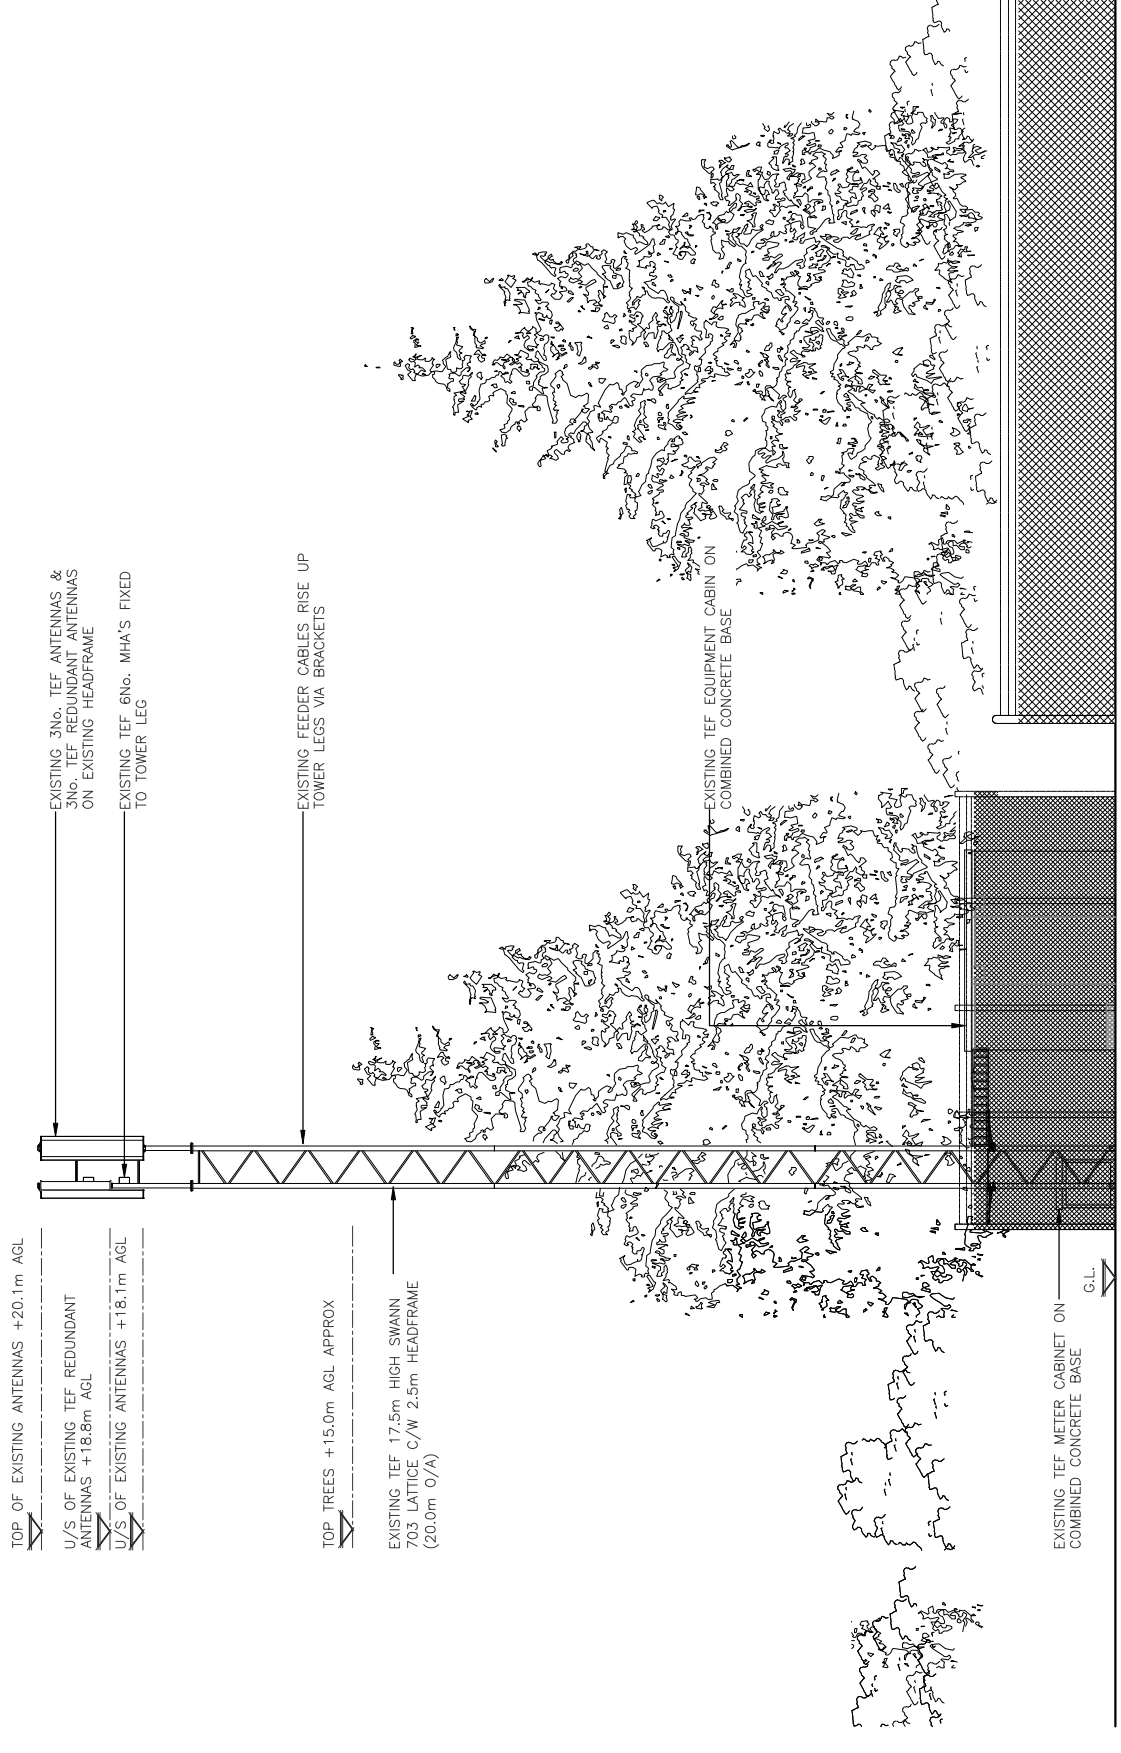 TOP OF EXISTING ANTENNAS +20.1m AGL
U/S OF EXISTING TEF REDUNDANT
ANTENNAS +18.8m AGL
U/S OF EXISTING ANTENNAS +18.1m AGL
TOP TREES +15.0m AGL APPROX
EXISTING TEF 17.5m HIGH SWANN
703 LATTICE C/W 2.5m HEADFRAME
(20.0m O/A)
EXISTING TEF METER CABINET ON
COMBINED CONCRETE BASE
G.L.
EXISTING 3No. TEF ANTENNAS &
3No. TEF REDUNDANT ANTENNAS
ON EXISTING HEADFRAME
EXISTING TEF 6No. MHA'S FIXED
TO TOWER LEG
EXISTING FEEDER CABLES RISE UP
TOWER LEGS VIA BRACKETS
EXISTING TEF EQUIPMENT CABIN ON
COMBINED CONCRETE BASE